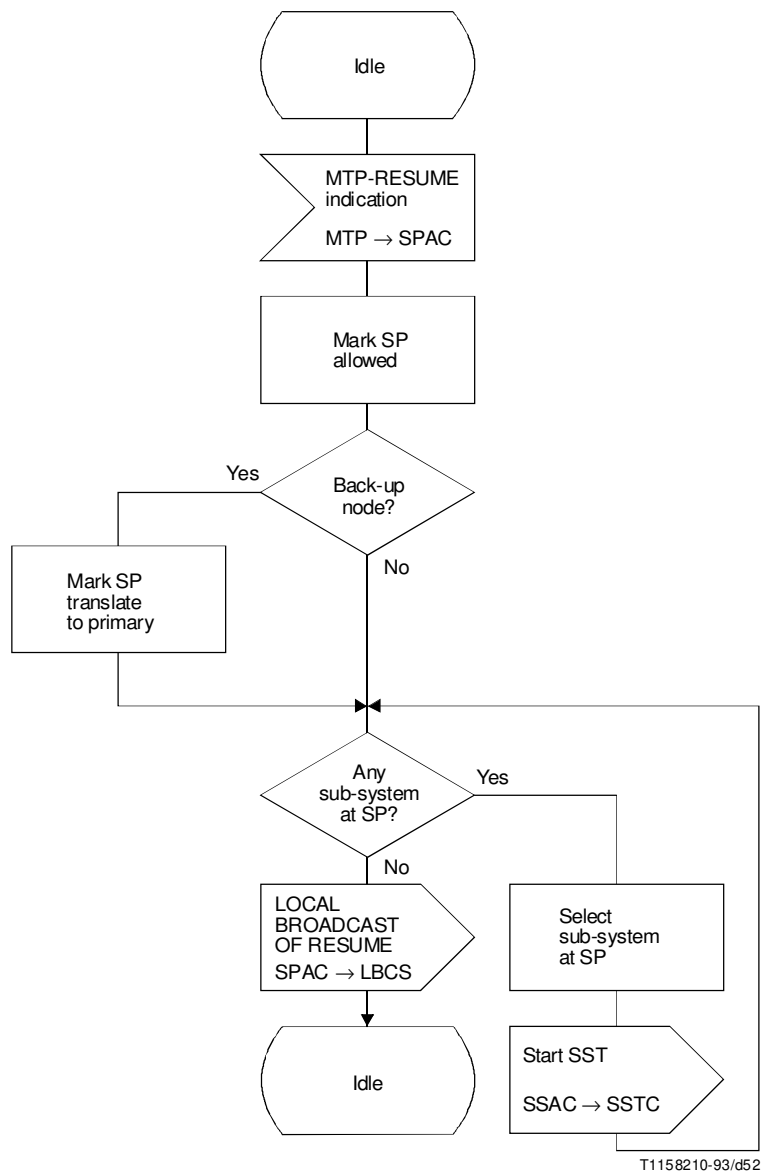 Idle
MTP-RESUME
indication
MTP → SPAC
Mark SP
allowed
Yes
Back-up
node?
No
Mark SP
translate
to primary
Any
sub-system
at SP?
Yes
No
LOCAL
BROADCAST
OF RESUME
SPAC → LBCS
Select
sub-system
at SP
Idle
Start SST
SSAC → SSTC
T1158210-93/d52